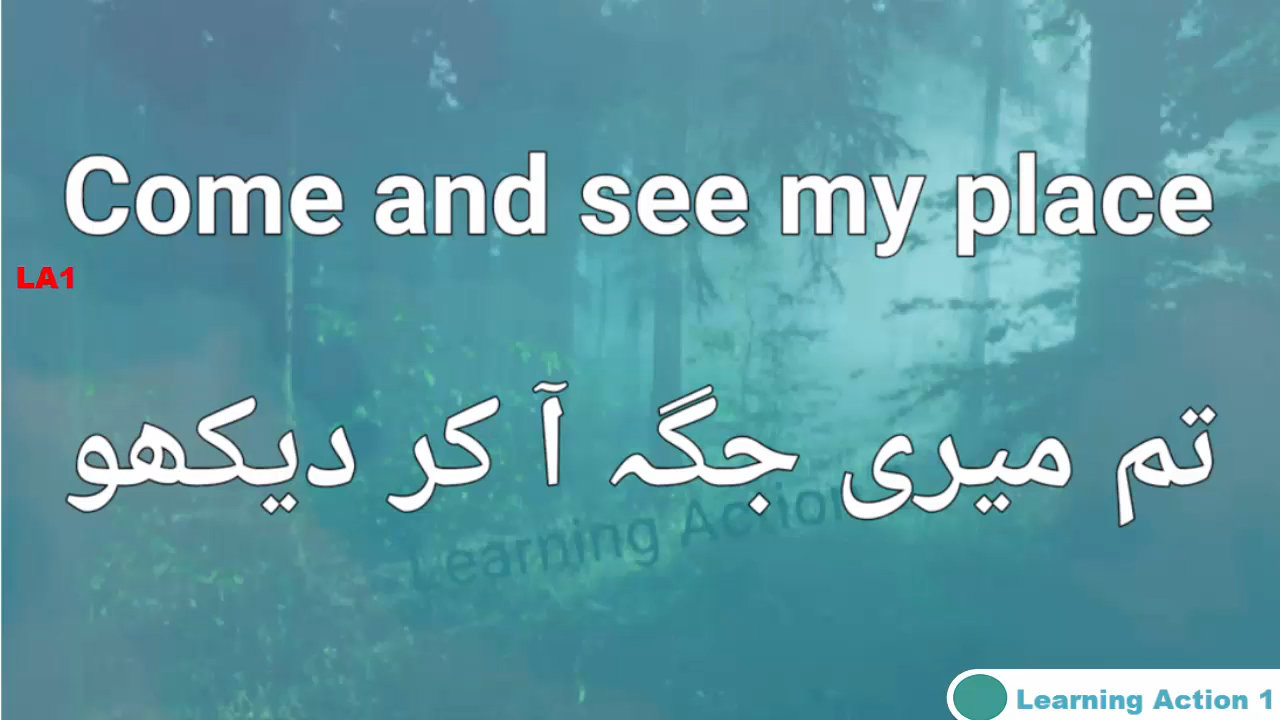 Come and see my place
LA1
تم میری جگہ آ کر دیکھو
Learning Action
Learning Action 1